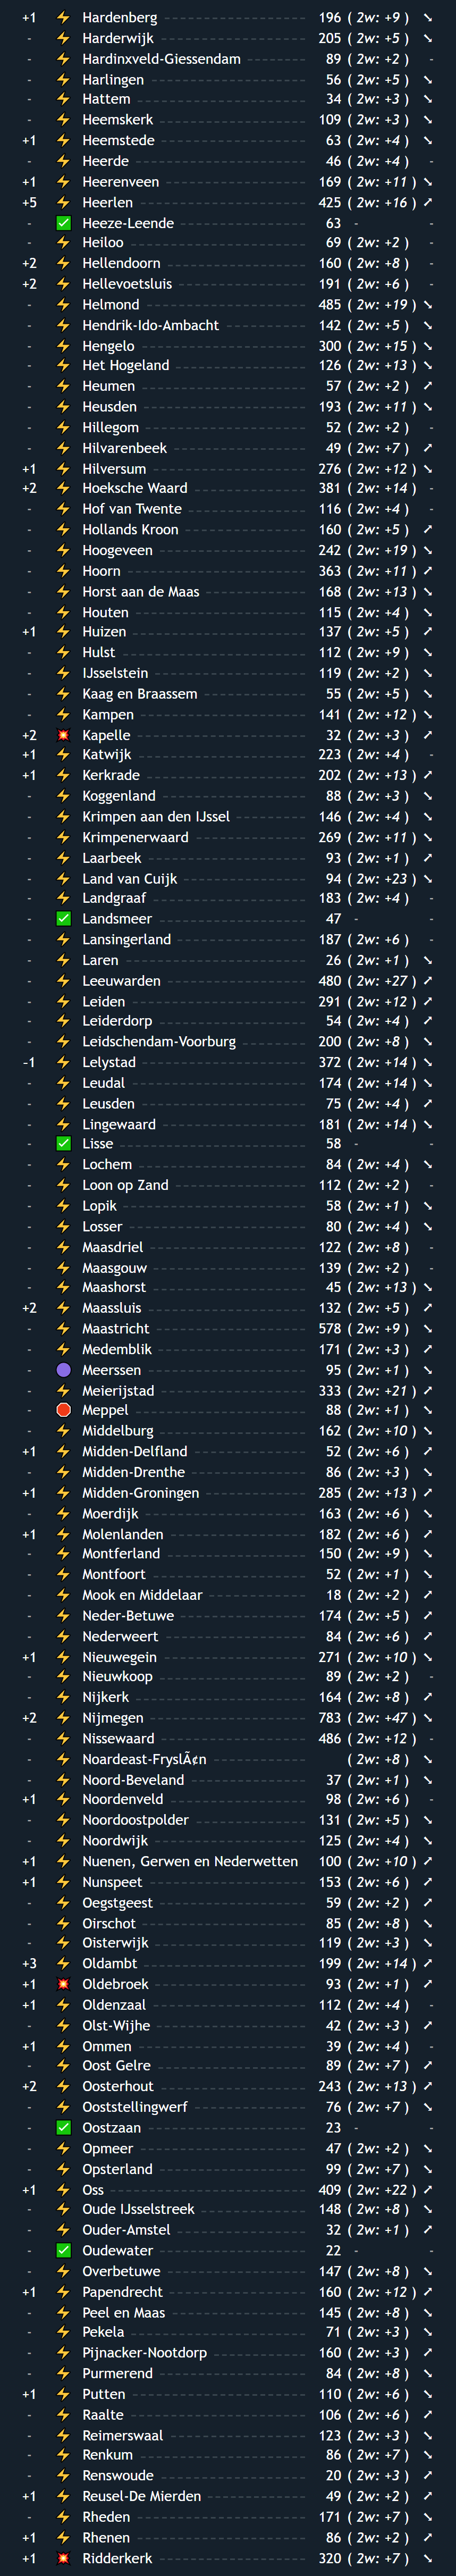 +1 ⚡ Hardenberg 196 ( 2w: +9 ) ➘
- ⚡ Harderwijk 205 ( 2w: +5 ) ➘
- ⚡ Hardinxveld-Giessendam 89 ( 2w: +2 ) -
- ⚡ Harlingen 56 ( 2w: +5 ) ➘
- ⚡ Hattem 34 ( 2w: +3 ) ➘
- ⚡ Heemskerk 109 ( 2w: +3 ) ➘
+1 ⚡ Heemstede 63 ( 2w: +4 ) ➘
- ⚡ Heerde 46 ( 2w: +4 ) -
+1 ⚡ Heerenveen 169 ( 2w: +11 ) ➘
+5 ⚡ Heerlen 425 ( 2w: +16 ) ➚
- ✅ Heeze-Leende 63 - -
- ⚡ Heiloo 69 ( 2w: +2 ) -
+2 ⚡ Hellendoorn 160 ( 2w: +8 ) -
+2 ⚡ Hellevoetsluis 191 ( 2w: +6 ) -
- ⚡ Helmond 485 ( 2w: +19 ) ➘
- ⚡ Hendrik-Ido-Ambacht 142 ( 2w: +5 ) ➘
- ⚡ Hengelo 300 ( 2w: +15 ) ➘
- ⚡ Het Hogeland 126 ( 2w: +13 ) ➘
- ⚡ Heumen 57 ( 2w: +2 ) ➚
- ⚡ Heusden 193 ( 2w: +11 ) ➘
- ⚡ Hillegom 52 ( 2w: +2 ) -
- ⚡ Hilvarenbeek 49 ( 2w: +7 ) ➚
+1 ⚡ Hilversum 276 ( 2w: +12 ) ➘
+2 ⚡ Hoeksche Waard 381 ( 2w: +14 ) -
- ⚡ Hof van Twente 116 ( 2w: +4 ) -
- ⚡ Hollands Kroon 160 ( 2w: +5 ) ➚
- ⚡ Hoogeveen 242 ( 2w: +19 ) ➘
- ⚡ Hoorn 363 ( 2w: +11 ) ➚
- ⚡ Horst aan de Maas 168 ( 2w: +13 ) ➘
- ⚡ Houten 115 ( 2w: +4 ) ➘
+1 ⚡ Huizen 137 ( 2w: +5 ) ➚
- ⚡ Hulst 112 ( 2w: +9 ) ➘
- ⚡ IJsselstein 119 ( 2w: +2 ) ➘
- ⚡ Kaag en Braassem 55 ( 2w: +5 ) ➘
- ⚡ Kampen 141 ( 2w: +12 ) ➘
+2 💥 Kapelle 32 ( 2w: +3 ) ➚
+1 ⚡ Katwijk 223 ( 2w: +4 ) -
+1 ⚡ Kerkrade 202 ( 2w: +13 ) ➚
- ⚡ Koggenland 88 ( 2w: +3 ) ➘
- ⚡ Krimpen aan den IJssel 146 ( 2w: +4 ) ➘
- ⚡ Krimpenerwaard 269 ( 2w: +11 ) ➘
- ⚡ Laarbeek 93 ( 2w: +1 ) ➚
- ⚡ Land van Cuijk 94 ( 2w: +23 ) ➘
- ⚡ Landgraaf 183 ( 2w: +4 ) -
- ✅ Landsmeer 47 - -
- ⚡ Lansingerland 187 ( 2w: +6 ) -
- ⚡ Laren 26 ( 2w: +1 ) ➘
- ⚡ Leeuwarden 480 ( 2w: +27 ) ➚
- ⚡ Leiden 291 ( 2w: +12 ) ➚
- ⚡ Leiderdorp 54 ( 2w: +4 ) ➚
- ⚡ Leidschendam-Voorburg 200 ( 2w: +8 ) ➘
-1 ⚡ Lelystad 372 ( 2w: +14 ) ➘
- ⚡ Leudal 174 ( 2w: +14 ) ➘
- ⚡ Leusden 75 ( 2w: +4 ) ➚
- ⚡ Lingewaard 181 ( 2w: +14 ) ➘
- ✅ Lisse 58 - -
- ⚡ Lochem 84 ( 2w: +4 ) ➘
- ⚡ Loon op Zand 112 ( 2w: +2 ) -
- ⚡ Lopik 58 ( 2w: +1 ) ➘
- ⚡ Losser 80 ( 2w: +4 ) ➘
- ⚡ Maasdriel 122 ( 2w: +8 ) -
- ⚡ Maasgouw 139 ( 2w: +2 ) -
- ⚡ Maashorst 45 ( 2w: +13 ) ➘
+2 ⚡ Maassluis 132 ( 2w: +5 ) ➚
- ⚡ Maastricht 578 ( 2w: +9 ) ➘
- ⚡ Medemblik 171 ( 2w: +3 ) ➚
- 🟣 Meerssen 95 ( 2w: +1 ) ➘
- ⚡ Meierijstad 333 ( 2w: +21 ) ➚
- 🛑 Meppel 88 ( 2w: +1 ) ➘
- ⚡ Middelburg 162 ( 2w: +10 ) ➘
+1 ⚡ Midden-Delfland 52 ( 2w: +6 ) ➚
- ⚡ Midden-Drenthe 86 ( 2w: +3 ) ➘
+1 ⚡ Midden-Groningen 285 ( 2w: +13 ) ➚
- ⚡ Moerdijk 163 ( 2w: +6 ) ➘
+1 ⚡ Molenlanden 182 ( 2w: +6 ) ➚
- ⚡ Montferland 150 ( 2w: +9 ) ➘
- ⚡ Montfoort 52 ( 2w: +1 ) ➘
- ⚡ Mook en Middelaar 18 ( 2w: +2 ) ➚
- ⚡ Neder-Betuwe 174 ( 2w: +5 ) ➚
- ⚡ Nederweert 84 ( 2w: +6 ) ➚
+1 ⚡ Nieuwegein 271 ( 2w: +10 ) ➘
- ⚡ Nieuwkoop 89 ( 2w: +2 ) -
- ⚡ Nijkerk 164 ( 2w: +8 ) ➚
+2 ⚡ Nijmegen 783 ( 2w: +47 ) ➘
- ⚡ Nissewaard 486 ( 2w: +12 ) -
- ⚡ Noardeast-FryslÃ¢n ( 2w: +8 ) ➘
- ⚡ Noord-Beveland 37 ( 2w: +1 ) ➘
+1 ⚡ Noordenveld 98 ( 2w: +6 ) -
- ⚡ Noordoostpolder 131 ( 2w: +5 ) ➘
- ⚡ Noordwijk 125 ( 2w: +4 ) ➘
+1 ⚡ Nuenen, Gerwen en Nederwetten 100 ( 2w: +10 ) ➚
+1 ⚡ Nunspeet 153 ( 2w: +6 ) ➚
- ⚡ Oegstgeest 59 ( 2w: +2 ) ➚
- ⚡ Oirschot 85 ( 2w: +8 ) ➘
- ⚡ Oisterwijk 119 ( 2w: +3 ) ➘
+3 ⚡ Oldambt 199 ( 2w: +14 ) ➚
+1 💥 Oldebroek 93 ( 2w: +1 ) ➚
+1 ⚡ Oldenzaal 112 ( 2w: +4 ) -
- ⚡ Olst-Wijhe 42 ( 2w: +3 ) ➚
+1 ⚡ Ommen 39 ( 2w: +4 ) -
- ⚡ Oost Gelre 89 ( 2w: +7 ) ➚
+2 ⚡ Oosterhout 243 ( 2w: +13 ) ➚
- ⚡ Ooststellingwerf 76 ( 2w: +7 ) ➘
- ✅ Oostzaan 23 - -
- ⚡ Opmeer 47 ( 2w: +2 ) ➘
- ⚡ Opsterland 99 ( 2w: +7 ) ➘
+1 ⚡ Oss 409 ( 2w: +22 ) ➚
- ⚡ Oude IJsselstreek 148 ( 2w: +8 ) ➘
- ⚡ Ouder-Amstel 32 ( 2w: +1 ) ➚
- ✅ Oudewater 22 - -
- ⚡ Overbetuwe 147 ( 2w: +8 ) ➘
+1 ⚡ Papendrecht 160 ( 2w: +12 ) ➚
- ⚡ Peel en Maas 145 ( 2w: +8 ) ➘
- ⚡ Pekela 71 ( 2w: +3 ) ➘
- ⚡ Pijnacker-Nootdorp 160 ( 2w: +3 ) ➚
- ⚡ Purmerend 84 ( 2w: +8 ) ➘
+1 ⚡ Putten 110 ( 2w: +6 ) ➘
- ⚡ Raalte 106 ( 2w: +6 ) ➚
- ⚡ Reimerswaal 123 ( 2w: +3 ) ➘
- ⚡ Renkum 86 ( 2w: +7 ) ➘
- ⚡ Renswoude 20 ( 2w: +3 ) ➚
+1 ⚡ Reusel-De Mierden 49 ( 2w: +2 ) ➚
- ⚡ Rheden 171 ( 2w: +7 ) ➘
+1 ⚡ Rhenen 86 ( 2w: +2 ) ➚
+1 💥 Ridderkerk 320 ( 2w: +7 ) ➘